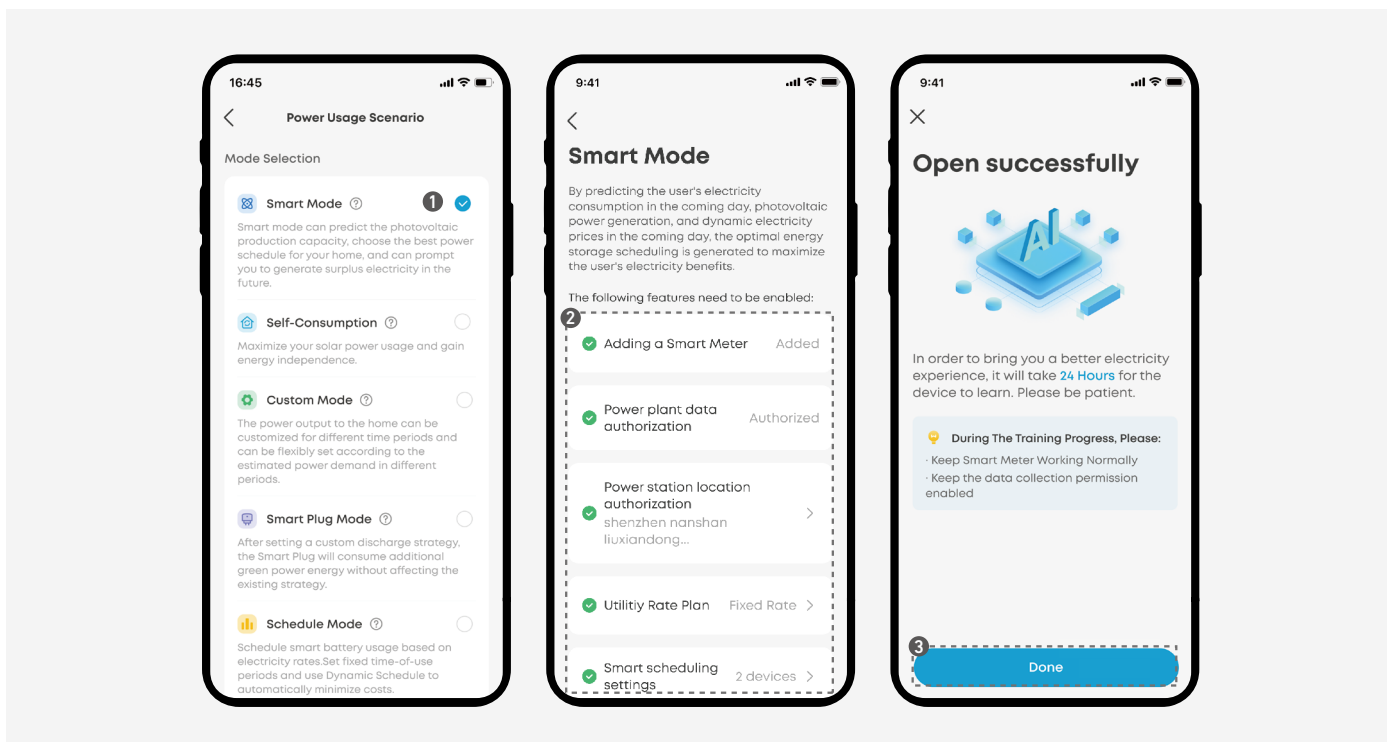 16:45
Power Usage Scenario
Mode Selection
Smart Mode ?
1
Smart mode can predict the photovoltaic
production capacity, choose the best power
schedule for your home, and can prompt
you to generate surplus electricity in the
future.
Self-Consumption ?
Maximize your solar power usage and gain
energy independence.
Custom Mode ?
The power output to the home can be
customized for different time periods and
can be flexibly set according to the
estimated power demand in different
periods.
Smart Plug Mode ?
After setting a custom discharge strategy,
the Smart Plug will consume additional
green power energy without affecting the
existing strategy.
Schedule Mode ?
Schedule smart battery usage based on
electricity rates.Set fixed time-of-use
periods and use Dynamic Schedule to
automatically minimize costs.
9:41
Smart Mode
By predicting the user's electricity
consumption in the coming day, photovoltaic
power generation, and dynamic electricity
prices in the coming day, the optimal energy
storage scheduling is generated to maximize
the user's electricity benefits.
The following features need to be enabled:
2
Adding a Smart Meter Added
Power plant data
authorization Authorized
Power station location
authorization
shenzhen nanshan
liuxiandong...
Utilitiy Rate Plan Fixed Rate
Smart scheduling
settings 2 devices
9:41
Open successfully
AI
In order to bring you a better electricity
experience, it will take 24 Hours for the
device to learn. Please be patient.
During The Training Progress, Please:
· Keep Smart Meter Working Normally
· Keep the data collection permission
enabled
3
Done